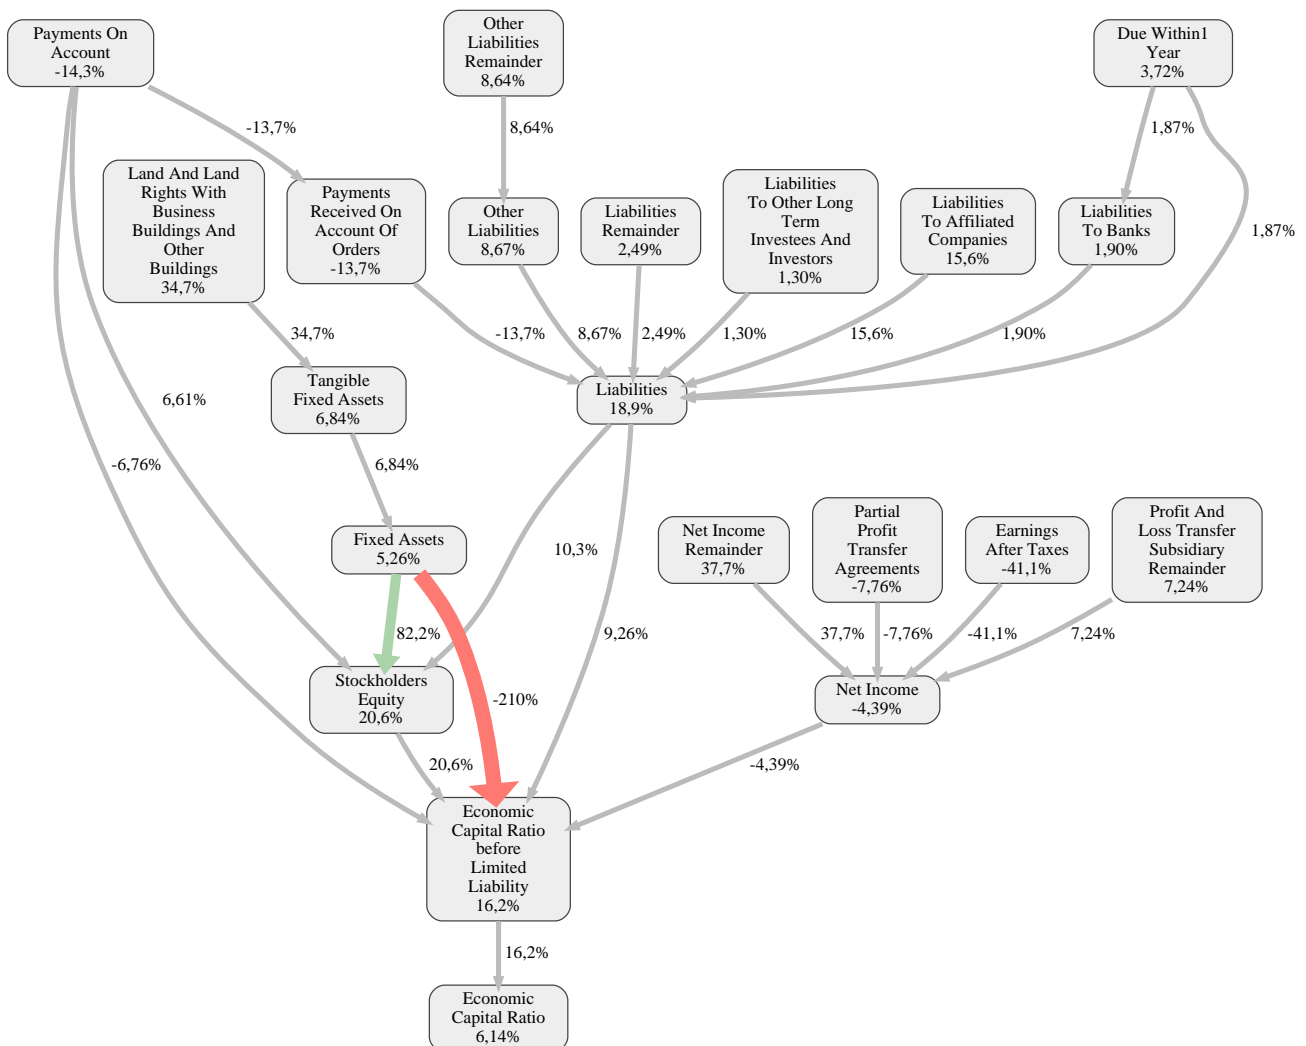 Payments On
Account
-14,3%
Other
Liabilities
Remainder
8,64%
Due Within1
Year
3,72%
-13,7%
8,64%
1,87%
Land And Land
Rights With
Business
Buildings And
Other
Buildings
34,7%
Payments
Received On
Account Of
Orders
-13,7%
Other
Liabilities
8,67%
Liabilities
Remainder
2,49%
Liabilities
To Other Long
Term
Investees And
Investors
1,30%
Liabilities
To Affiliated
Companies
15,6%
Liabilities
To Banks
1,90%
1,87%
34,7%
-13,7%
8,67%
2,49%
1,30%
15,6%
1,90%
Tangible
Fixed Assets
6,84%
Liabilities
18,9%
6,61%
-6,76%
6,84%
Fixed Assets
5,26%
10,3%
9,26%
Net Income
Remainder
37,7%
Partial
Profit
Transfer
Agreements
-7,76%
Earnings
After Taxes
-41,1%
Profit And
Loss Transfer
Subsidiary
Remainder
7,24%
82,2%
-210%
37,7%
-7,76%
-41,1%
7,24%
Stockholders
Equity
20,6%
Net Income
-4,39%
20,6%
-4,39%
Economic
Capital Ratio
before
Limited
Liability
16,2%
16,2%
Economic
Capital Ratio
6,14%